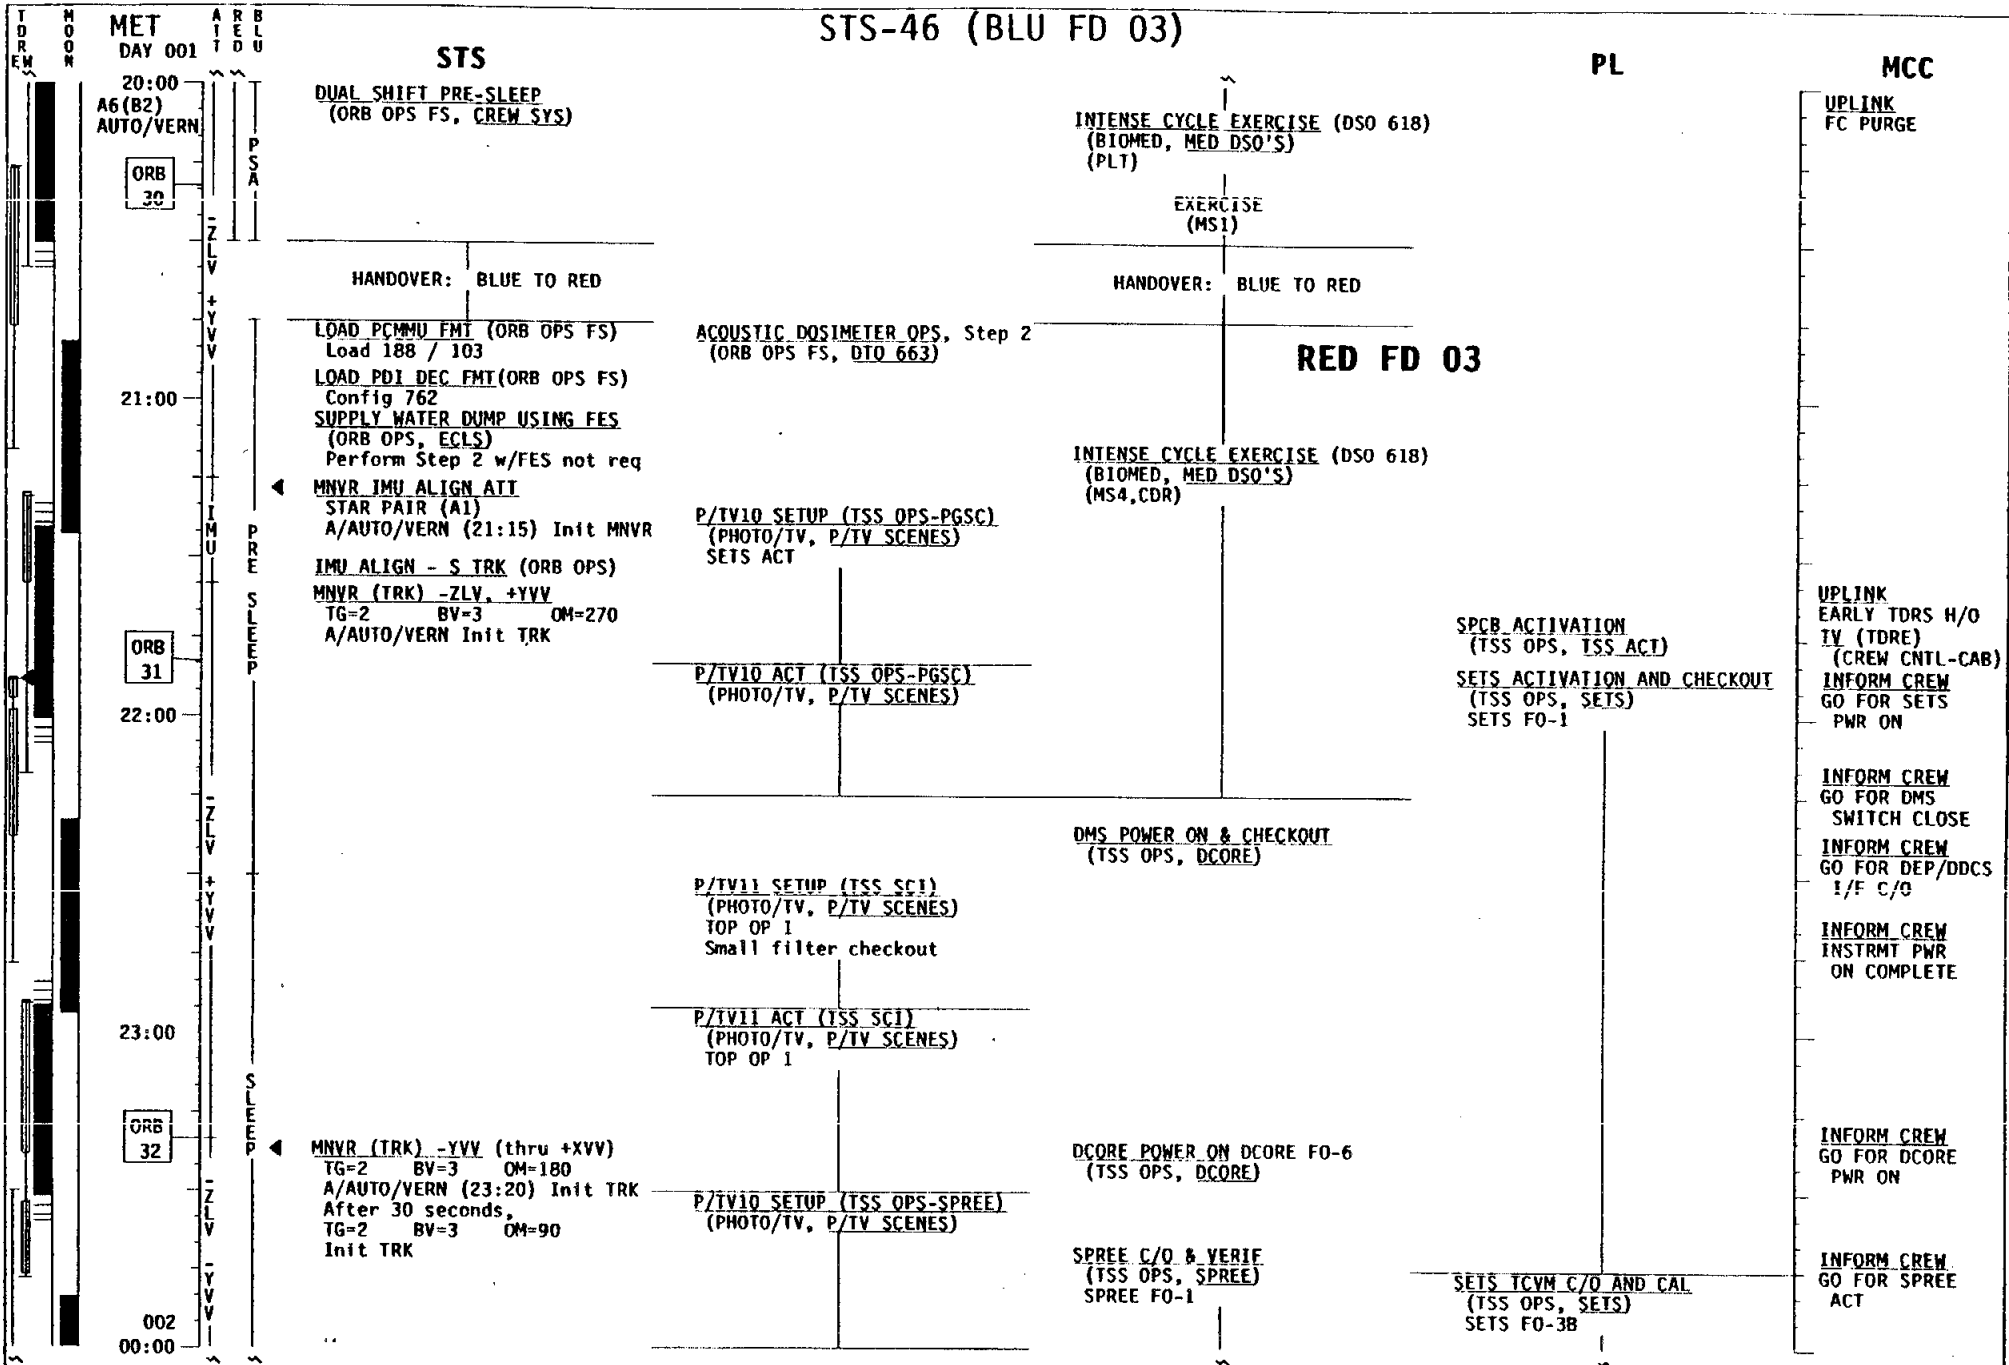 STS-46 (BLU FD 03)
TDRE W
MOON
MET
DAY 001
ATT
RED
BLU
STS
PL
MCC
20:00
A6(B2)
AUTO/VERN
ORB
30
21:00
ORB
31
22:00
23:00
ORB
32
002
00:00
-ZLV +YVV
IMU
-ZLV +YVV
-ZLV -YVV
PSA
PRE SLEEP
SLEEP
DUAL SHIFT PRE-SLEEP
(ORB OPS FS, CREW SYS)
HANDOVER: BLUE TO RED
LOAD PCMMU FMT (ORB OPS FS)
Load 188 / 103
LOAD PDI DEC FMT(ORB OPS FS)
Config 762
SUPPLY WATER DUMP USING FES
(ORB OPS, ECLS)
Perform Step 2 w/FES not req
MNVR IMU ALIGN ATT
STAR PAIR (A1)
A/AUTO/VERN (21:15) Init MNVR
IMU ALIGN - S TRK (ORB OPS)
MNVR (TRK) -ZLV, +YVV
TG=2 BV=3 OM=270
A/AUTO/VERN Init TRK
MNVR (TRK) -YVV (thru +XVV)
TG=2 BV=3 OM=180
A/AUTO/VERN (23:20) Init TRK
After 30 seconds,
TG=2 BV=3 OM=90
Init TRK
ACOUSTIC DOSIMETER OPS, Step 2
(ORB OPS FS, DTO 663)
P/TV10 SETUP (TSS OPS-PGSC)
(PHOTO/TV, P/TV SCENES)
SETS ACT
P/TV10 ACT (TSS OPS-PGSC)
(PHOTO/TV, P/TV SCENES)
P/TV11 SETUP (TSS SCI)
(PHOTO/TV, P/TV SCENES)
TOP OP 1
Small filter checkout
P/TV11 ACT (TSS SCI)
(PHOTO/TV, P/TV SCENES)
TOP OP 1
P/TV10 SETUP (TSS OPS-SPREE)
(PHOTO/TV, P/TV SCENES)
INTENSE CYCLE EXERCISE (DSO 618)
(BIOMED, MED DSO'S)
(PLT)
EXERCISE
(MS1)
HANDOVER: BLUE TO RED
RED FD 03
INTENSE CYCLE EXERCISE (DSO 618)
(BIOMED, MED DSO'S)
(MS4,CDR)
DMS POWER ON & CHECKOUT
(TSS OPS, DCORE)
DCORE POWER ON DCORE FO-6
(TSS OPS, DCORE)
SPREE C/O & VERIF
(TSS OPS, SPREE)
SPREE FO-1
SPCB ACTIVATION
(TSS OPS, TSS ACT)
SETS ACTIVATION AND CHECKOUT
(TSS OPS, SETS)
SETS FO-1
SETS TCVM C/O AND CAL
(TSS OPS, SETS)
SETS FO-3B
UPLINK
FC PURGE
UPLINK
EARLY TDRS H/O
TV (TDRE)
(CREW CNTL-CAB)
INFORM CREW
GO FOR SETS
PWR ON
INFORM CREW
GO FOR DMS
SWITCH CLOSE
INFORM CREW
GO FOR DEP/DDCS
I/F C/O
INFORM CREW
INSTRMT PWR
ON COMPLETE
INFORM CREW
GO FOR DCORE
PWR ON
INFORM CREW
GO FOR SPREE
ACT